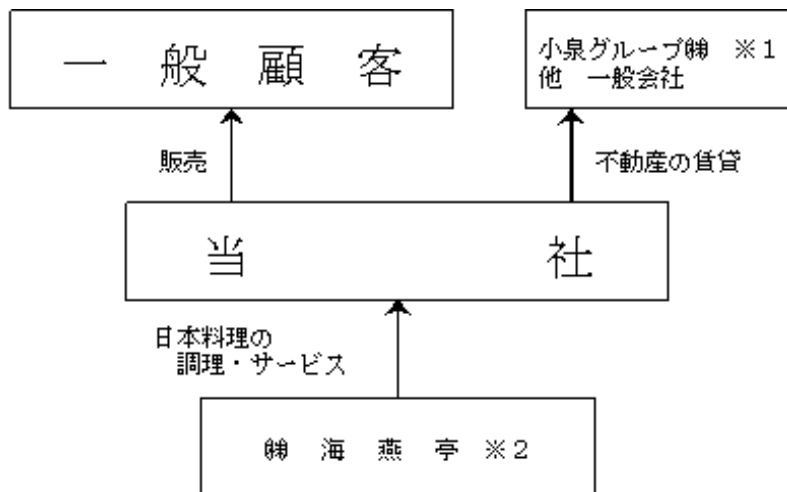 一般顧客
小泉グループ㈱ ※1
他 一般会社
販売
不動産の賃貸
当社
日本料理の
調理・サービス
㈱海燕亭※2